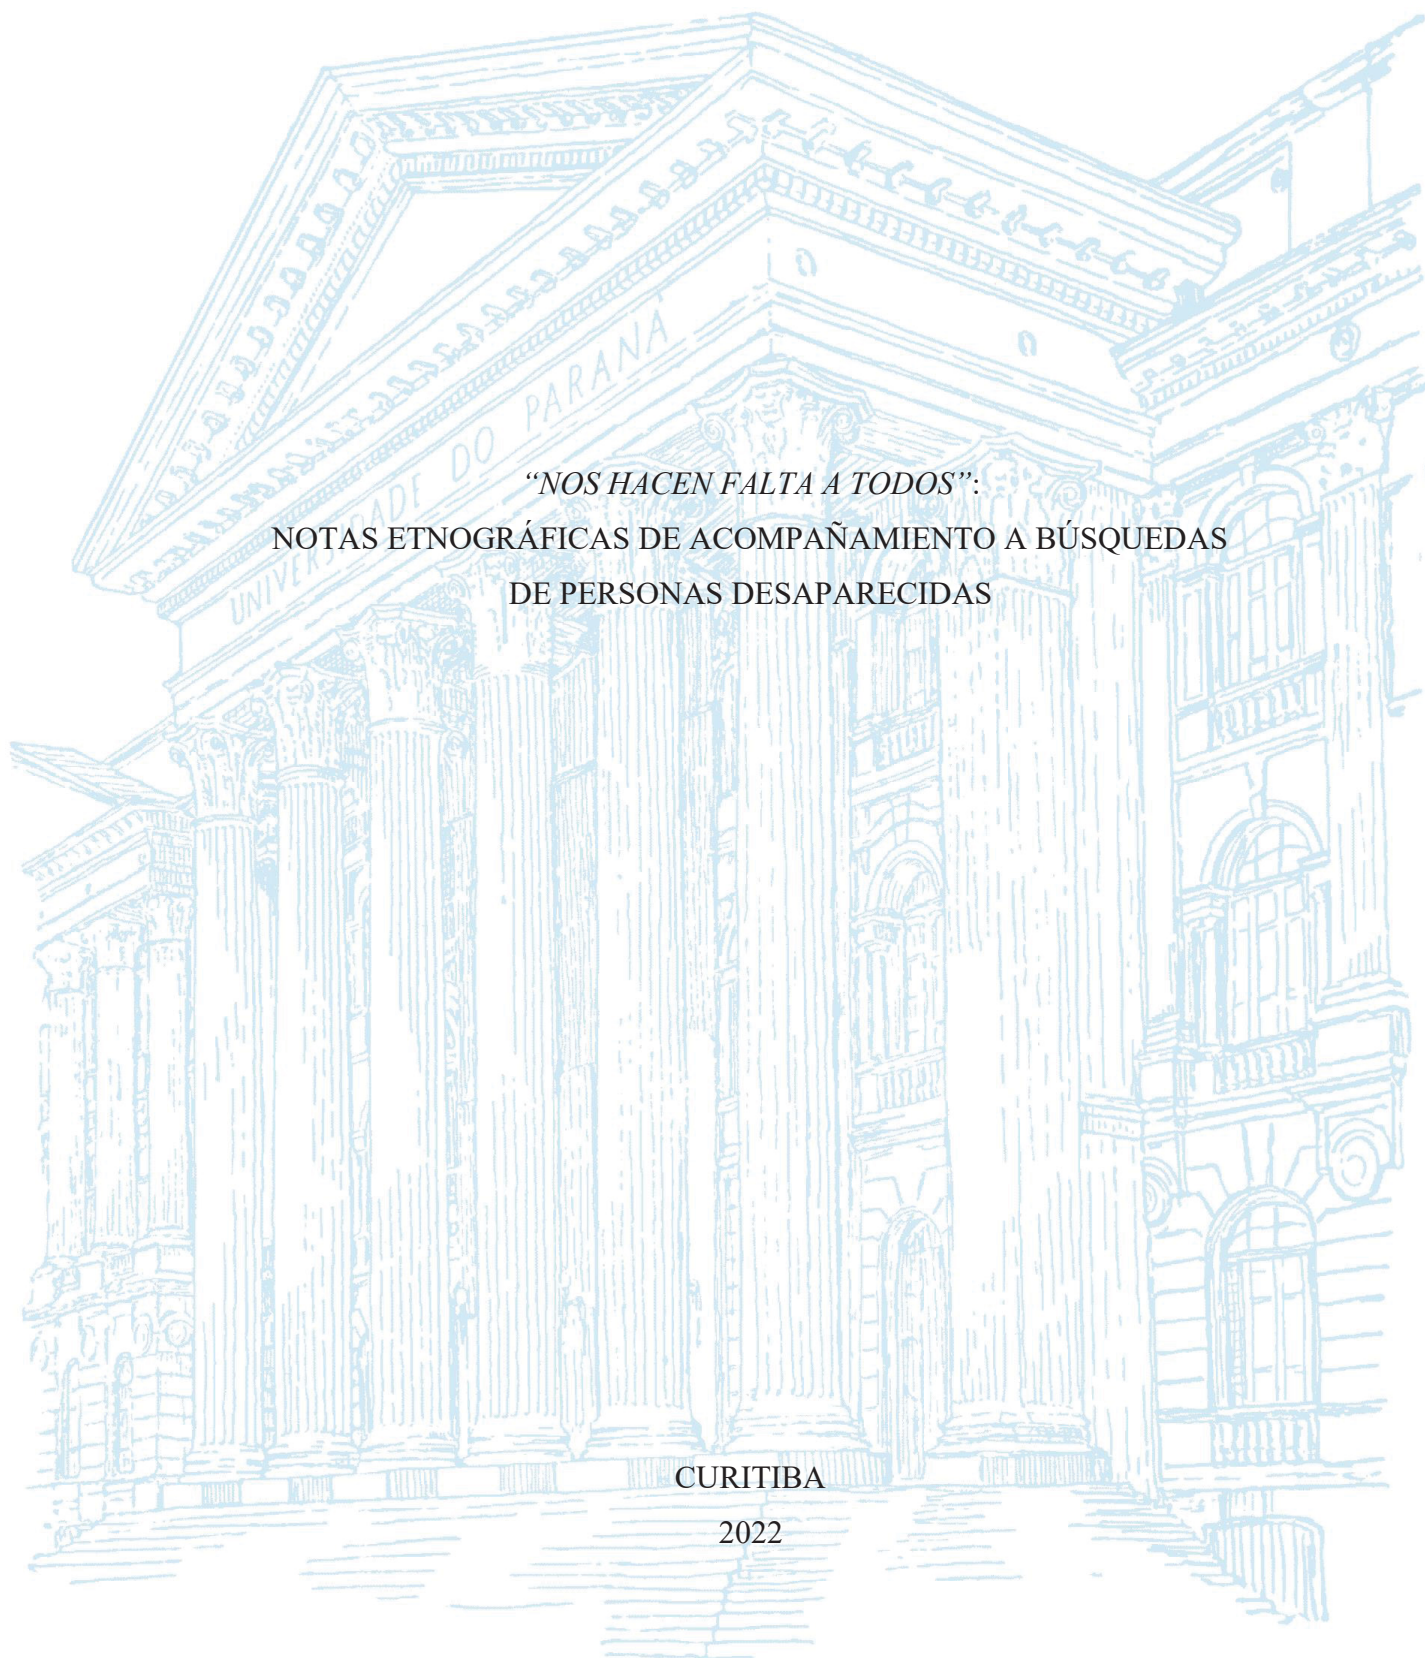 UNIVERSIDADE DO PARANÁ
“NOS HACEN FALTA A TODOS”:
NOTAS ETNOGRÁFICAS DE ACOMPAÑAMIENTO A BÚSQUEDAS
DE PERSONAS DESAPARECIDAS
CURITIBA
2022